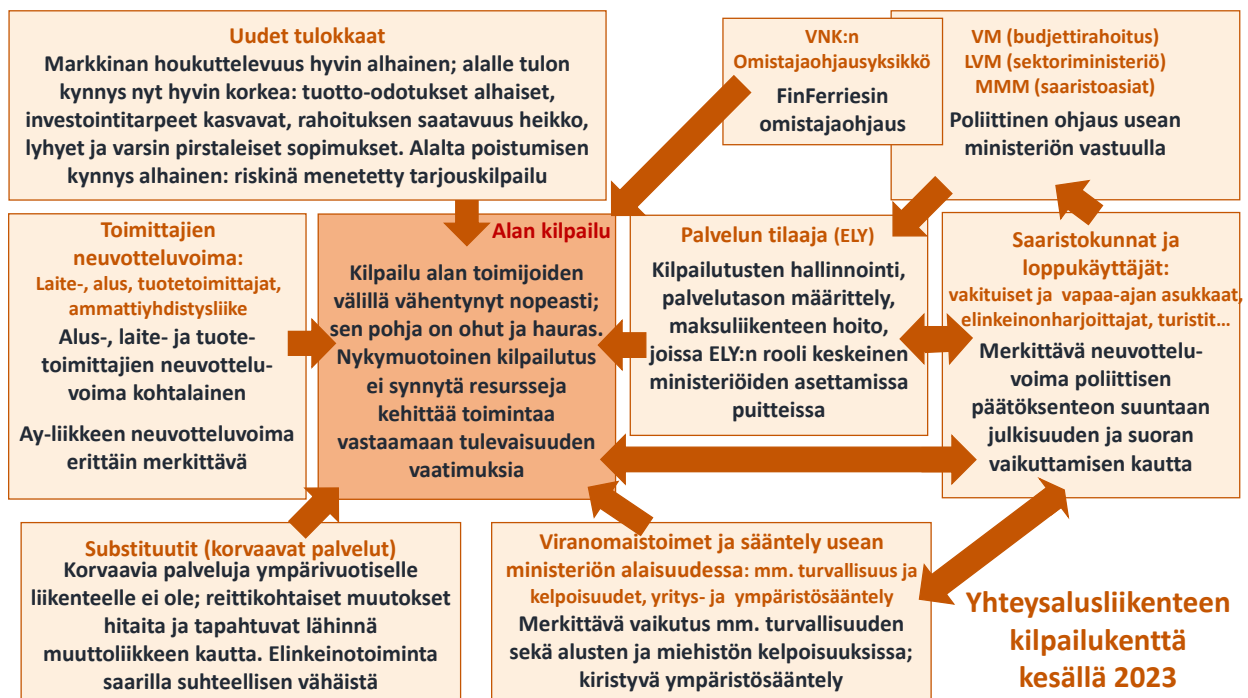 Uudet tulokkaat
Markkinan houkuttelevuus hyvin alhainen; alalle tulon
kynnys nyt hyvin korkea: tuotto-odotukset alhaiset,
investointitarpeet kasvavat, rahoituksen saatavuus heikko,
lyhyet ja varsin pirstaleiset sopimukset. Alalta poistumisen
kynnys alhainen: riskinä menetetty tarjouskilpailu
VNK:n
Omistajaohjausyksikkö
FinFerriesin
omistajaohjaus
VM (budjettirahoitus)
LVM (sektoriministeriö)
MMM (saaristoasiat)
Poliittinen ohjaus usean
ministeriön vastuulla
Toimittajien
neuvotteluvoima:
Laite-, alus, tuotetoimittajat,
ammattiyhdistysliike
Alus-, laite- ja tuote-
toimittajien neuvottelu-
voima kohtalainen
Ay-liikkeen neuvotteluvoima
erittäin merkittävä
Alan kilpailu
Kilpailu alan toimijoiden
välillä vähentynyt nopeasti;
sen pohja on ohut ja hauras.
Nykymuotoinen kilpailutus
ei synnytä resursseja
kehittää toimintaa
vastaamaan tulevaisuuden
vaatimuksia
Palvelun tilaaja (ELY)
Kilpailutusten hallinnointi,
palvelutason määrittely,
maksuliikenteen hoito,
joissa ELY:n rooli keskeinen
ministeriöiden asettamissa
puitteissa
Saaristokunnat ja
loppukäyttäjät:
vakituiset ja vapaa-ajan asukkaat,
elinkeinonharjoittajat, turistit...
Merkittävä neuvottelu-
voima poliittisen
päätöksenteon suuntaan
julkisuuden ja suoran
vaikuttamisen kautta
Substituutit (korvaavat palvelut)
Korvaavia palveluja ympärivuotiselle
liikenteelle ei ole; reittikohtaiset muutokset
hitaita ja tapahtuvat lähinnä
muuttoliikkeen kautta. Elinkeinotoiminta
saarilla suhteellisen vähäistä
Viranomaistoimet ja sääntely usean
ministeriön alaisuudessa: mm. turvallisuus ja
kelpoisuudet, yritys- ja ympäristösääntely
Merkittävä vaikutus mm. turvallisuuden
sekä alusten ja miehistön kelpoisuuksissa;
kiristyvä ympäristösääntely
Yhteysalusliikenteen
kilpailukenttä
kesällä 2023